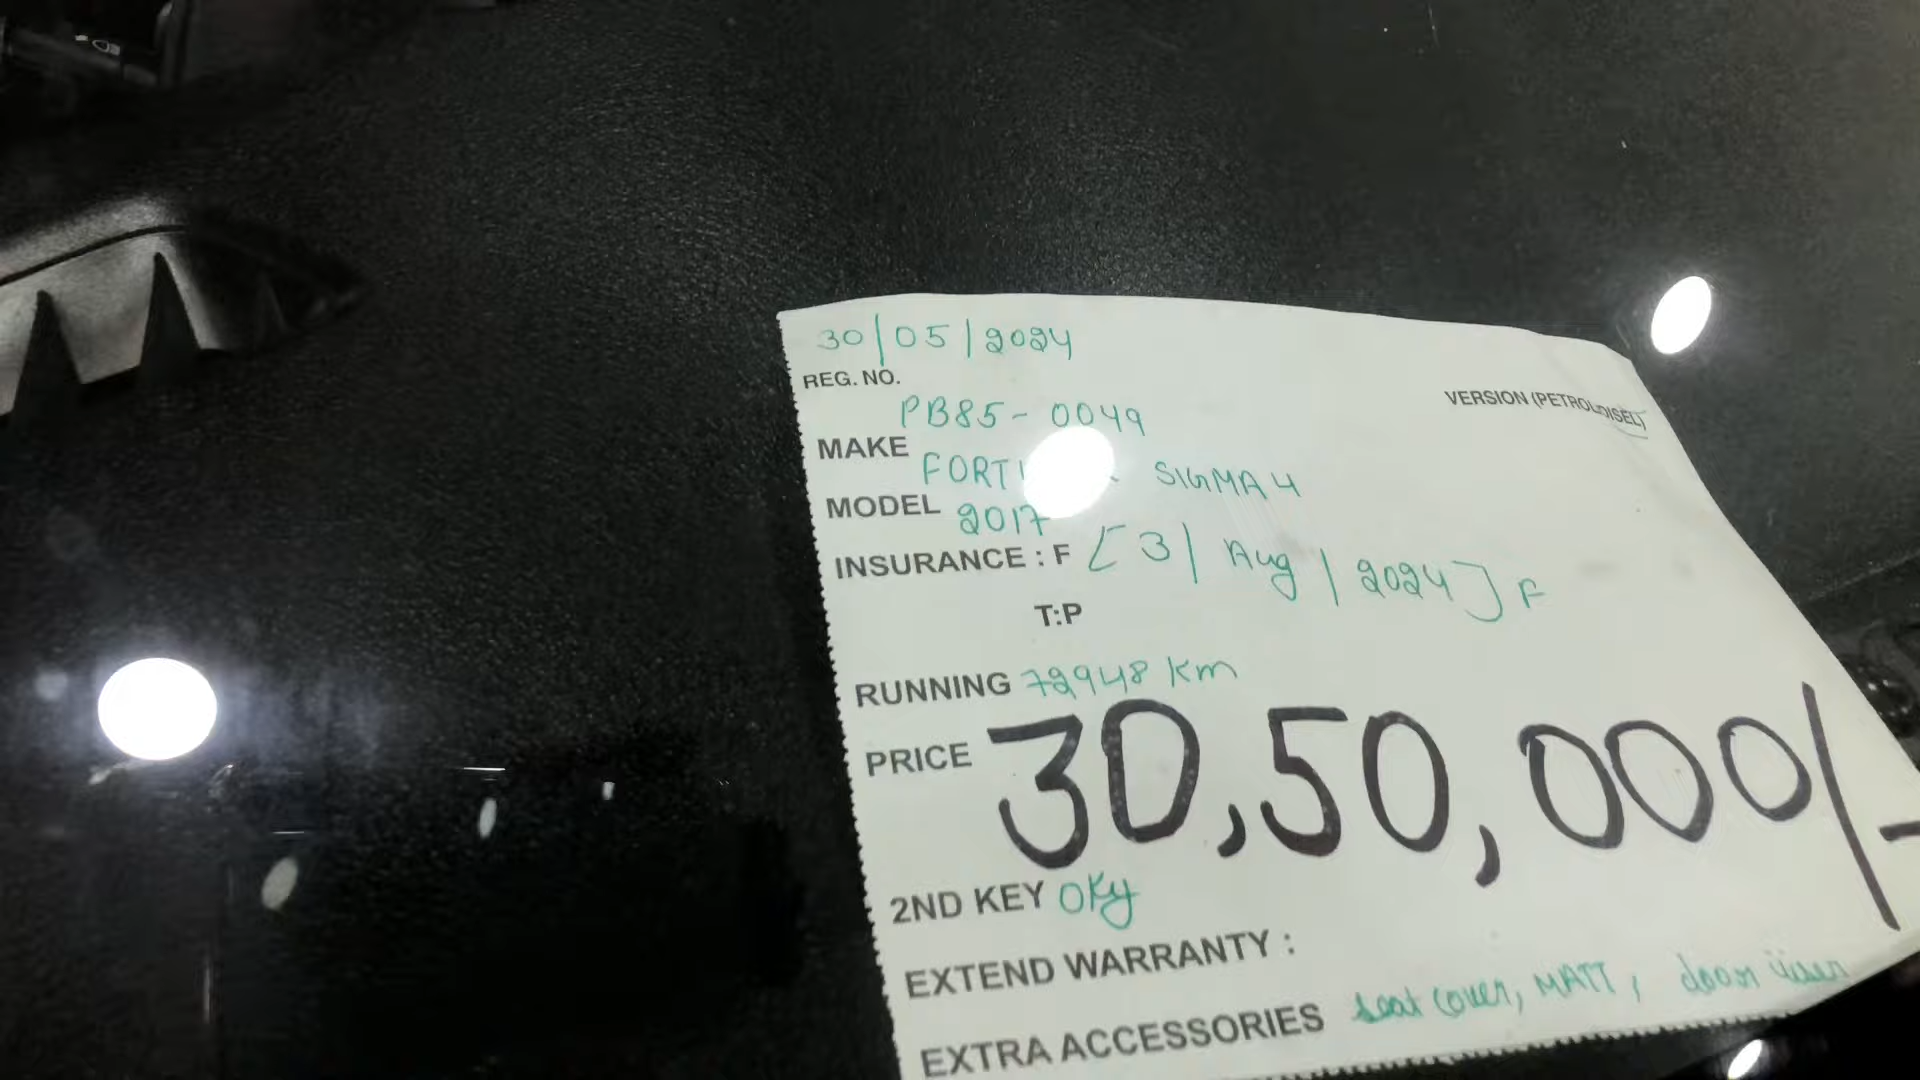 30/05/2024
REG. NO.
VERSION (PETROL/DISEL)
PB85-0049
MAKE
SIGMA 4
MODEL 2017
INSURANCE : F [3/ Aug / 2024] F
T:P
RUNNING 72948 Km
PRICE 30,50,000/-
2ND KEY OKy
EXTEND WARRANTY :
EXTRA ACCESSORIES Seat Cover, MATT, door